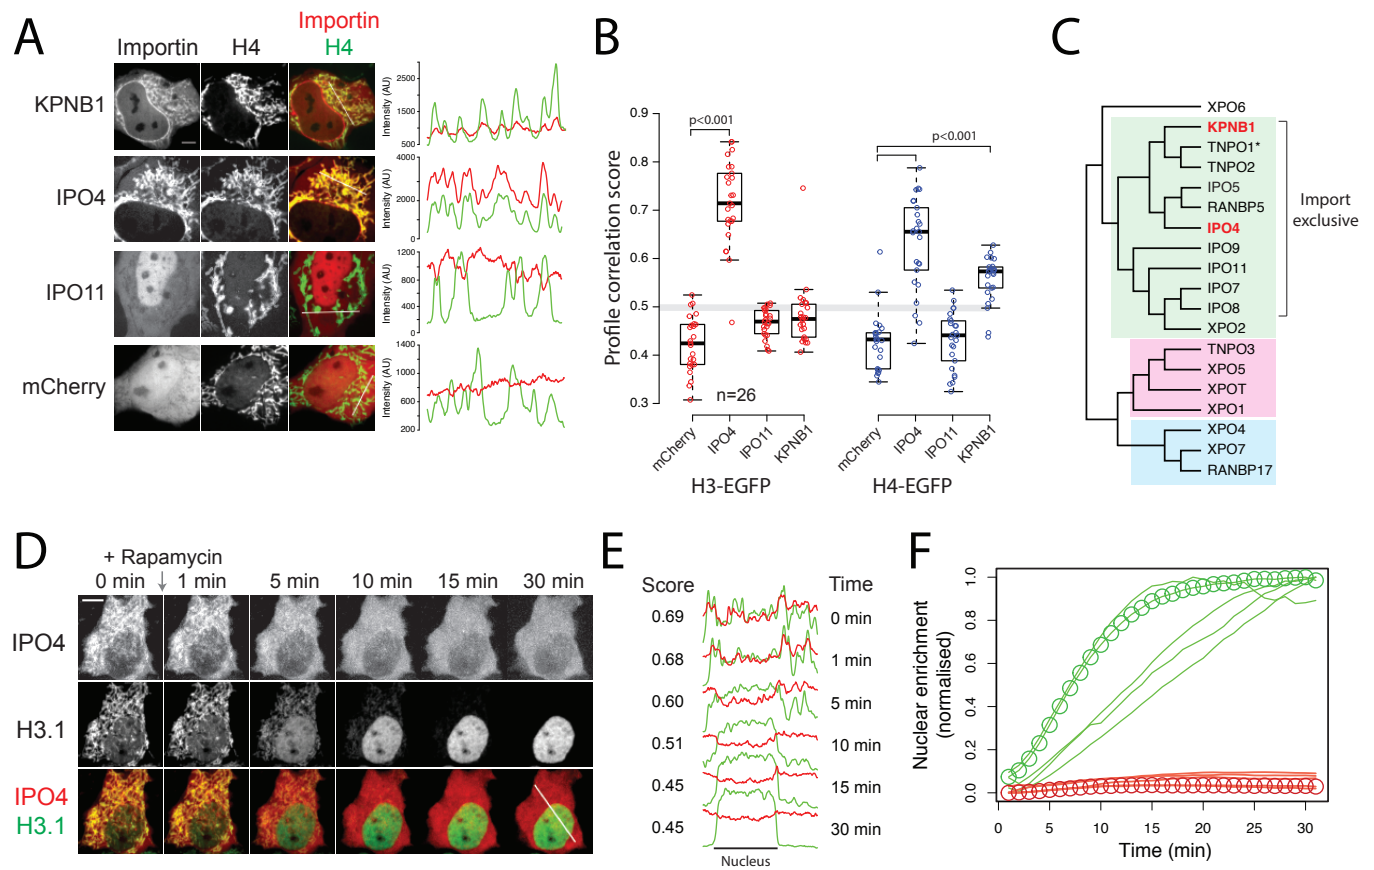 A
Importin
H4
Importin
H4
KPNB1
IPO4
IPO11
mCherry
Intensity (AU)
2500
1500
500
Intensity (AU)
4000
2000
0
Intensity (AU)
1200
800
400
0
Intensity (AU)
1400
1000
600
200
B
Profile correlation score
0.9
0.8
0.7
0.6
0.5
0.4
0.3
p<0.001
p<0.001
n=26
mCherry
IPO4
IPO11
KPNB1
mCherry
IPO4
IPO11
KPNB1
H3-EGFP
H4-EGFP
C
XPO6
KPNB1
TNPO1*
TNPO2
IPO5
RANBP5
IPO4
IPO9
IPO11
IPO7
IPO8
XPO2
TNPO3
XPO5
XPOT
XPO1
XPO4
XPO7
RANBP17
Import
exclusive
D
+ Rapamycin
0 min
1 min
5 min
10 min
15 min
30 min
IPO4
H3.1
IPO4
H3.1
E
Score
Time
0.69
0 min
0.68
1 min
0.60
5 min
0.51
10 min
0.45
15 min
0.45
30 min
Nucleus
F
Nuclear enrichment
(normalised)
1.0
0.8
0.6
0.4
0.2
0.0
0
5
10
15
20
25
30
Time (min)